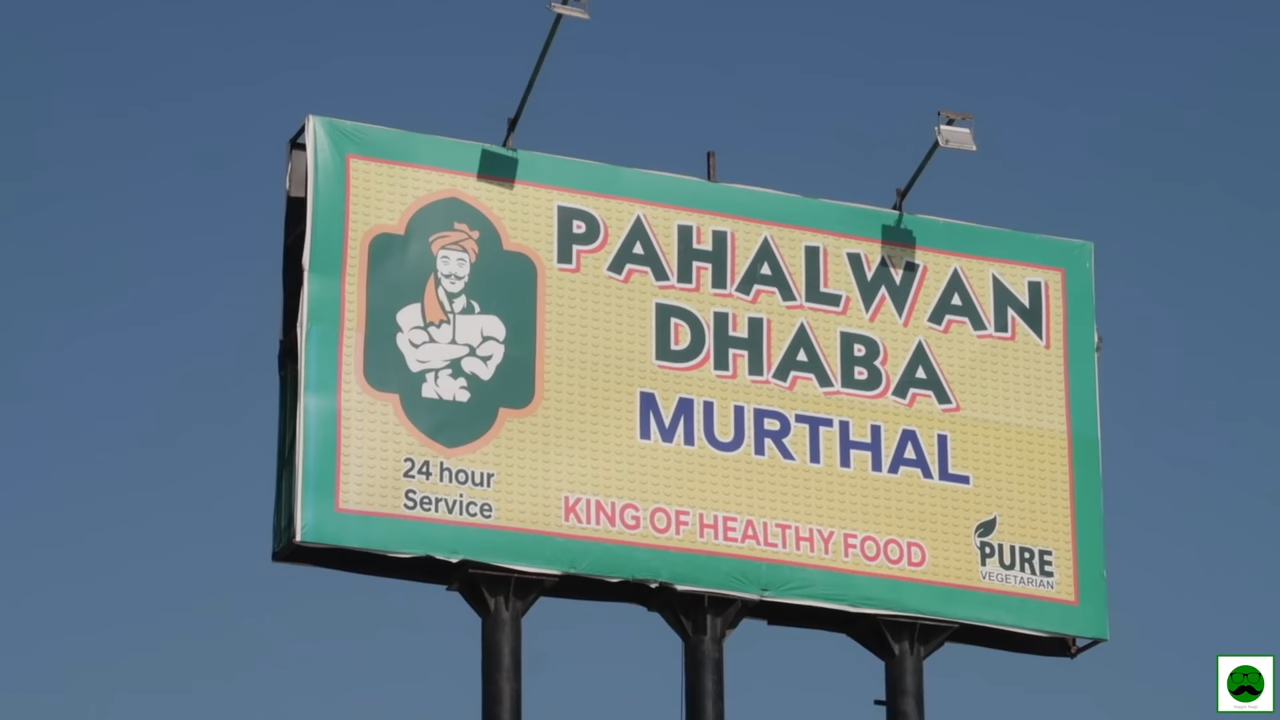 PAHALWAN
DHABA
MURTHAL
24 hour
Service
KING OF HEALTHY FOOD
PURE
VEGETARIAN